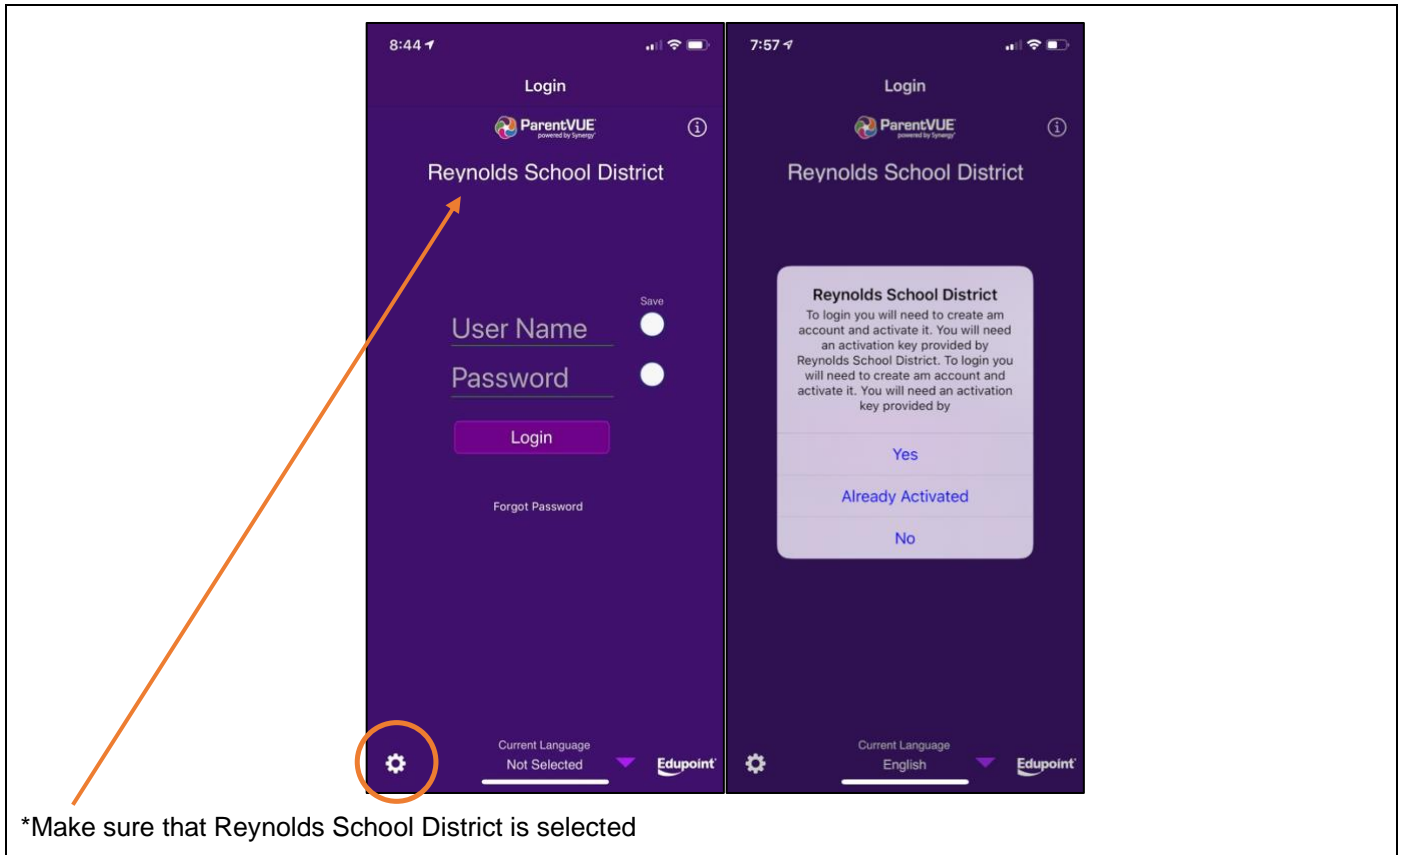 8:44
Login
ParentVUE
powered by Synergy
Reynolds School District
Save
User Name
Password
Login
Forgot Password
Current Language
Not Selected
Edupoint
7:57
Login
ParentVUE
powered by Synergy
Reynolds School District
Reynolds School District
To login you will need to create am
account and activate it. You will need
an activation key provided by
Reynolds School District. To login you
will need to create am account and
activate it. You will need an activation
key provided by
Yes
Already Activated
No
Current Language
English
Edupoint
*Make sure that Reynolds School District is selected